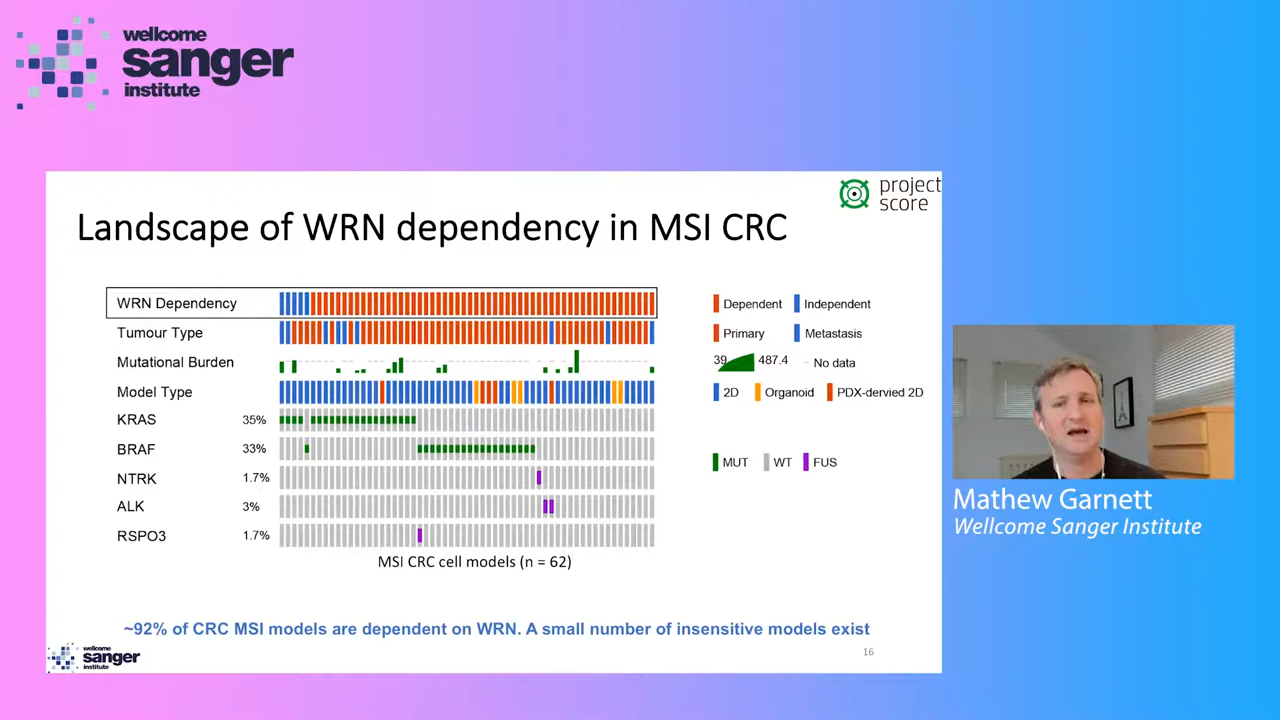 wellcome
sanger
institute
project
score
Landscape of WRN dependency in MSI CRC
WRN Dependency
Dependent
Independent
Tumour Type
Primary
Metastasis
Mutational Burden
39
487.4
No data
Model Type
2D
Organoid
PDX-dervied 2D
KRAS
35%
BRAF
33%
MUT
WT
FUS
NTRK
1.7%
ALK
3%
RSPO3
1.7%
MSI CRC cell models (n = 62)
~92% of CRC MSI models are dependent on WRN. A small number of insensitive models exist
wellcome
sanger
institute
16
Mathew Garnett
Wellcome Sanger Institute